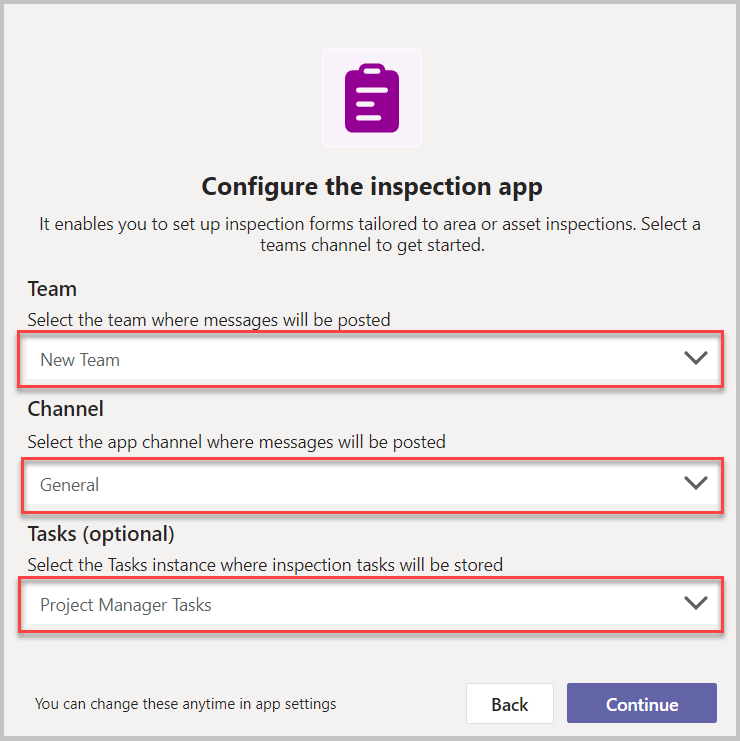 Configure the inspection app
It enables you to set up inspection forms tailored to area or asset inspections. Select a
teams channel to get started.
Team
Select the team where messages will be posted
New Team
Channel
Select the app channel where messages will be posted
General
Tasks (optional)
Select the Tasks instance where inspection tasks will be stored
Project Manager Tasks
You can change these anytime in app settings
Back
Continue